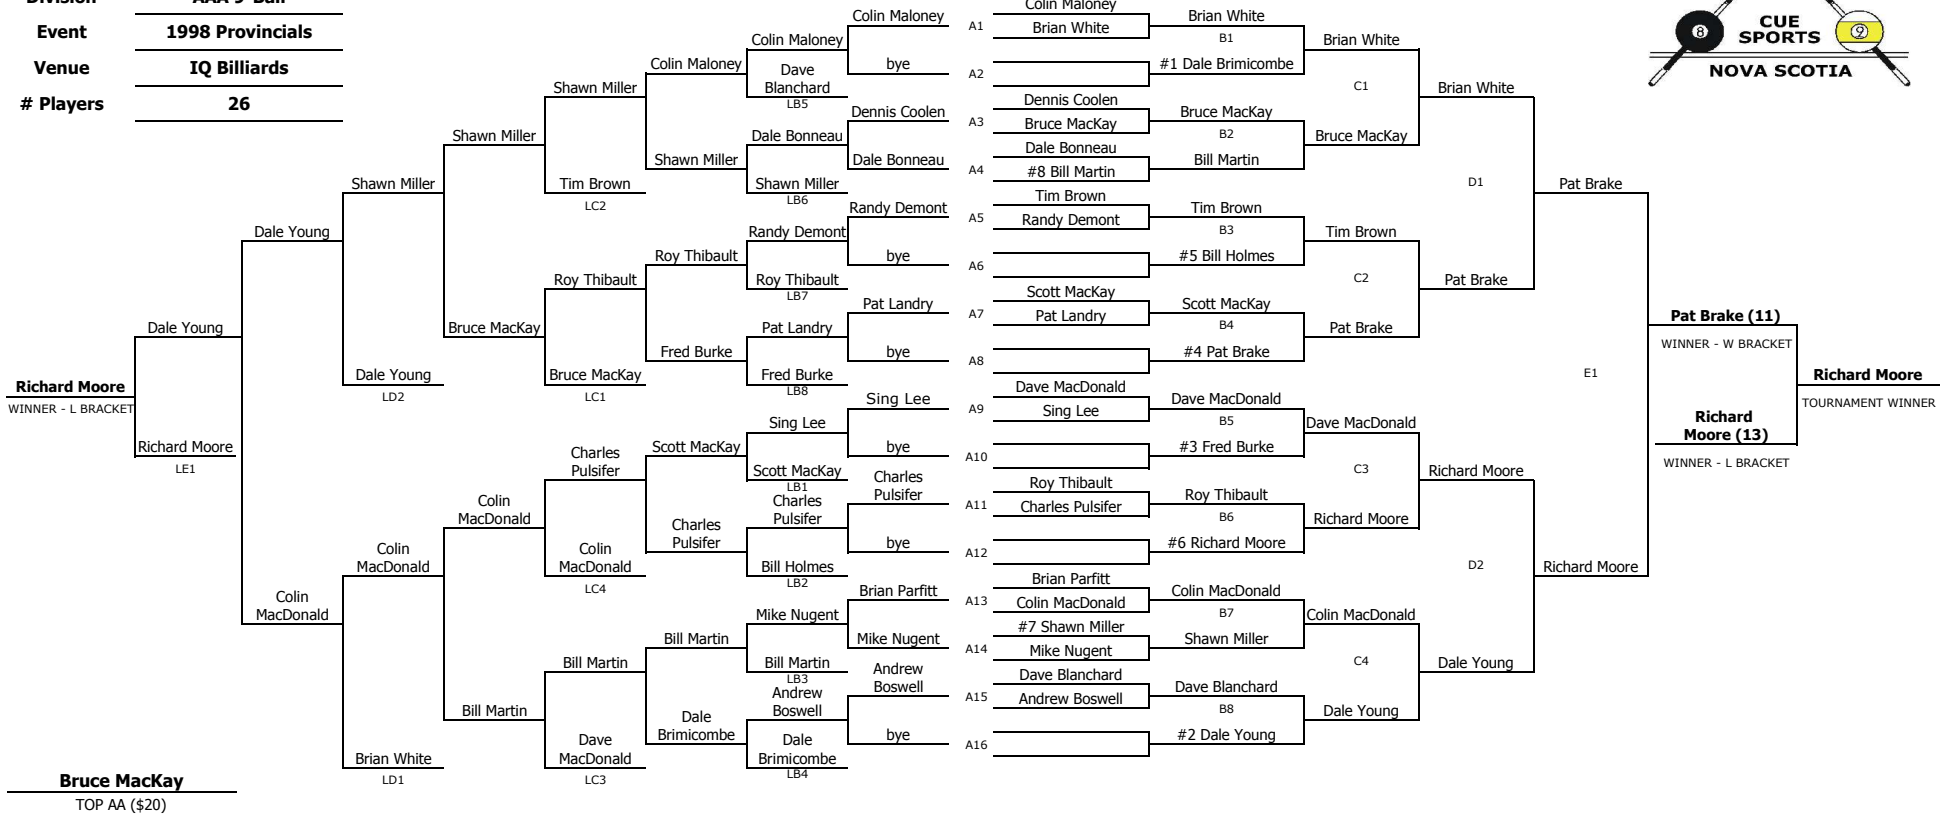 Division AAA 9-Ball
Event 1998 Provincials
Venue IQ Billiards
# Players 26
8
CUE
SPORTS
9
NOVA SCOTIA
Richard Moore
WINNER - L BRACKET
Dale Young
Richard Moore
LE1
Dale Young
Colin
MacDonald
Shawn Miller
Dale Young
LD2
Colin
MacDonald
Brian White
LD1
Shawn Miller
Bruce MacKay
Colin
MacDonald
Bill Martin
Shawn Miller
Tim Brown
LC2
Roy Thibault
Bruce MacKay
LC1
Charles
Pulsifer
Colin
MacDonald
LC4
Bill Martin
Dave
MacDonald
LC3
Colin Maloney
Shawn Miller
Roy Thibault
Fred Burke
Scott MacKay
Charles
Pulsifer
Bill Martin
Dale
Brimicombe
Colin Maloney
Dave
Blanchard
LB5
Dale Bonneau
Shawn Miller
LB6
Randy Demont
Roy Thibault
LB7
Pat Landry
Fred Burke
LB8
Sing Lee
Scott MacKay
LB1
Charles
Pulsifer
Bill Holmes
LB2
Mike Nugent
Bill Martin
LB3
Andrew
Boswell
Dale
Brimicombe
LB4
Colin Maloney
bye
Dennis Coolen
Dale Bonneau
Randy Demont
bye
Pat Landry
bye
Sing Lee
bye
Charles
Pulsifer
bye
Brian Parfitt
Mike Nugent
Andrew
Boswell
bye
A1
A2
A3
A4
A5
A6
A7
A8
A9
A10
A11
A12
A13
A14
A15
A16
Colin Maloney
Brian White
Dennis Coolen
Bruce MacKay
Dale Bonneau
#8 Bill Martin
Tim Brown
Randy Demont
Scott MacKay
Pat Landry
Dave MacDonald
Sing Lee
Roy Thibault
Charles Pulsifer
Brian Parfitt
Colin MacDonald
#7 Shawn Miller
Mike Nugent
Dave Blanchard
Andrew Boswell
Brian White
B1
#1 Dale Brimicombe
Bruce MacKay
B2
Bill Martin
Tim Brown
B3
#5 Bill Holmes
Scott MacKay
B4
#4 Pat Brake
Dave MacDonald
B5
#3 Fred Burke
Roy Thibault
B6
#6 Richard Moore
Colin MacDonald
B7
Shawn Miller
Dave Blanchard
B8
#2 Dale Young
Brian White
C1
Bruce MacKay
Tim Brown
C2
Pat Brake
Dave MacDonald
C3
Richard Moore
Colin MacDonald
C4
Dale Young
Brian White
D1
Pat Brake
Richard Moore
D2
Dale Young
Pat Brake
E1
Richard Moore
Pat Brake (11)
WINNER - W BRACKET
Richard
Moore (13)
WINNER - L BRACKET
Richard Moore
TOURNAMENT WINNER
Bruce MacKay
TOP AA ($20)